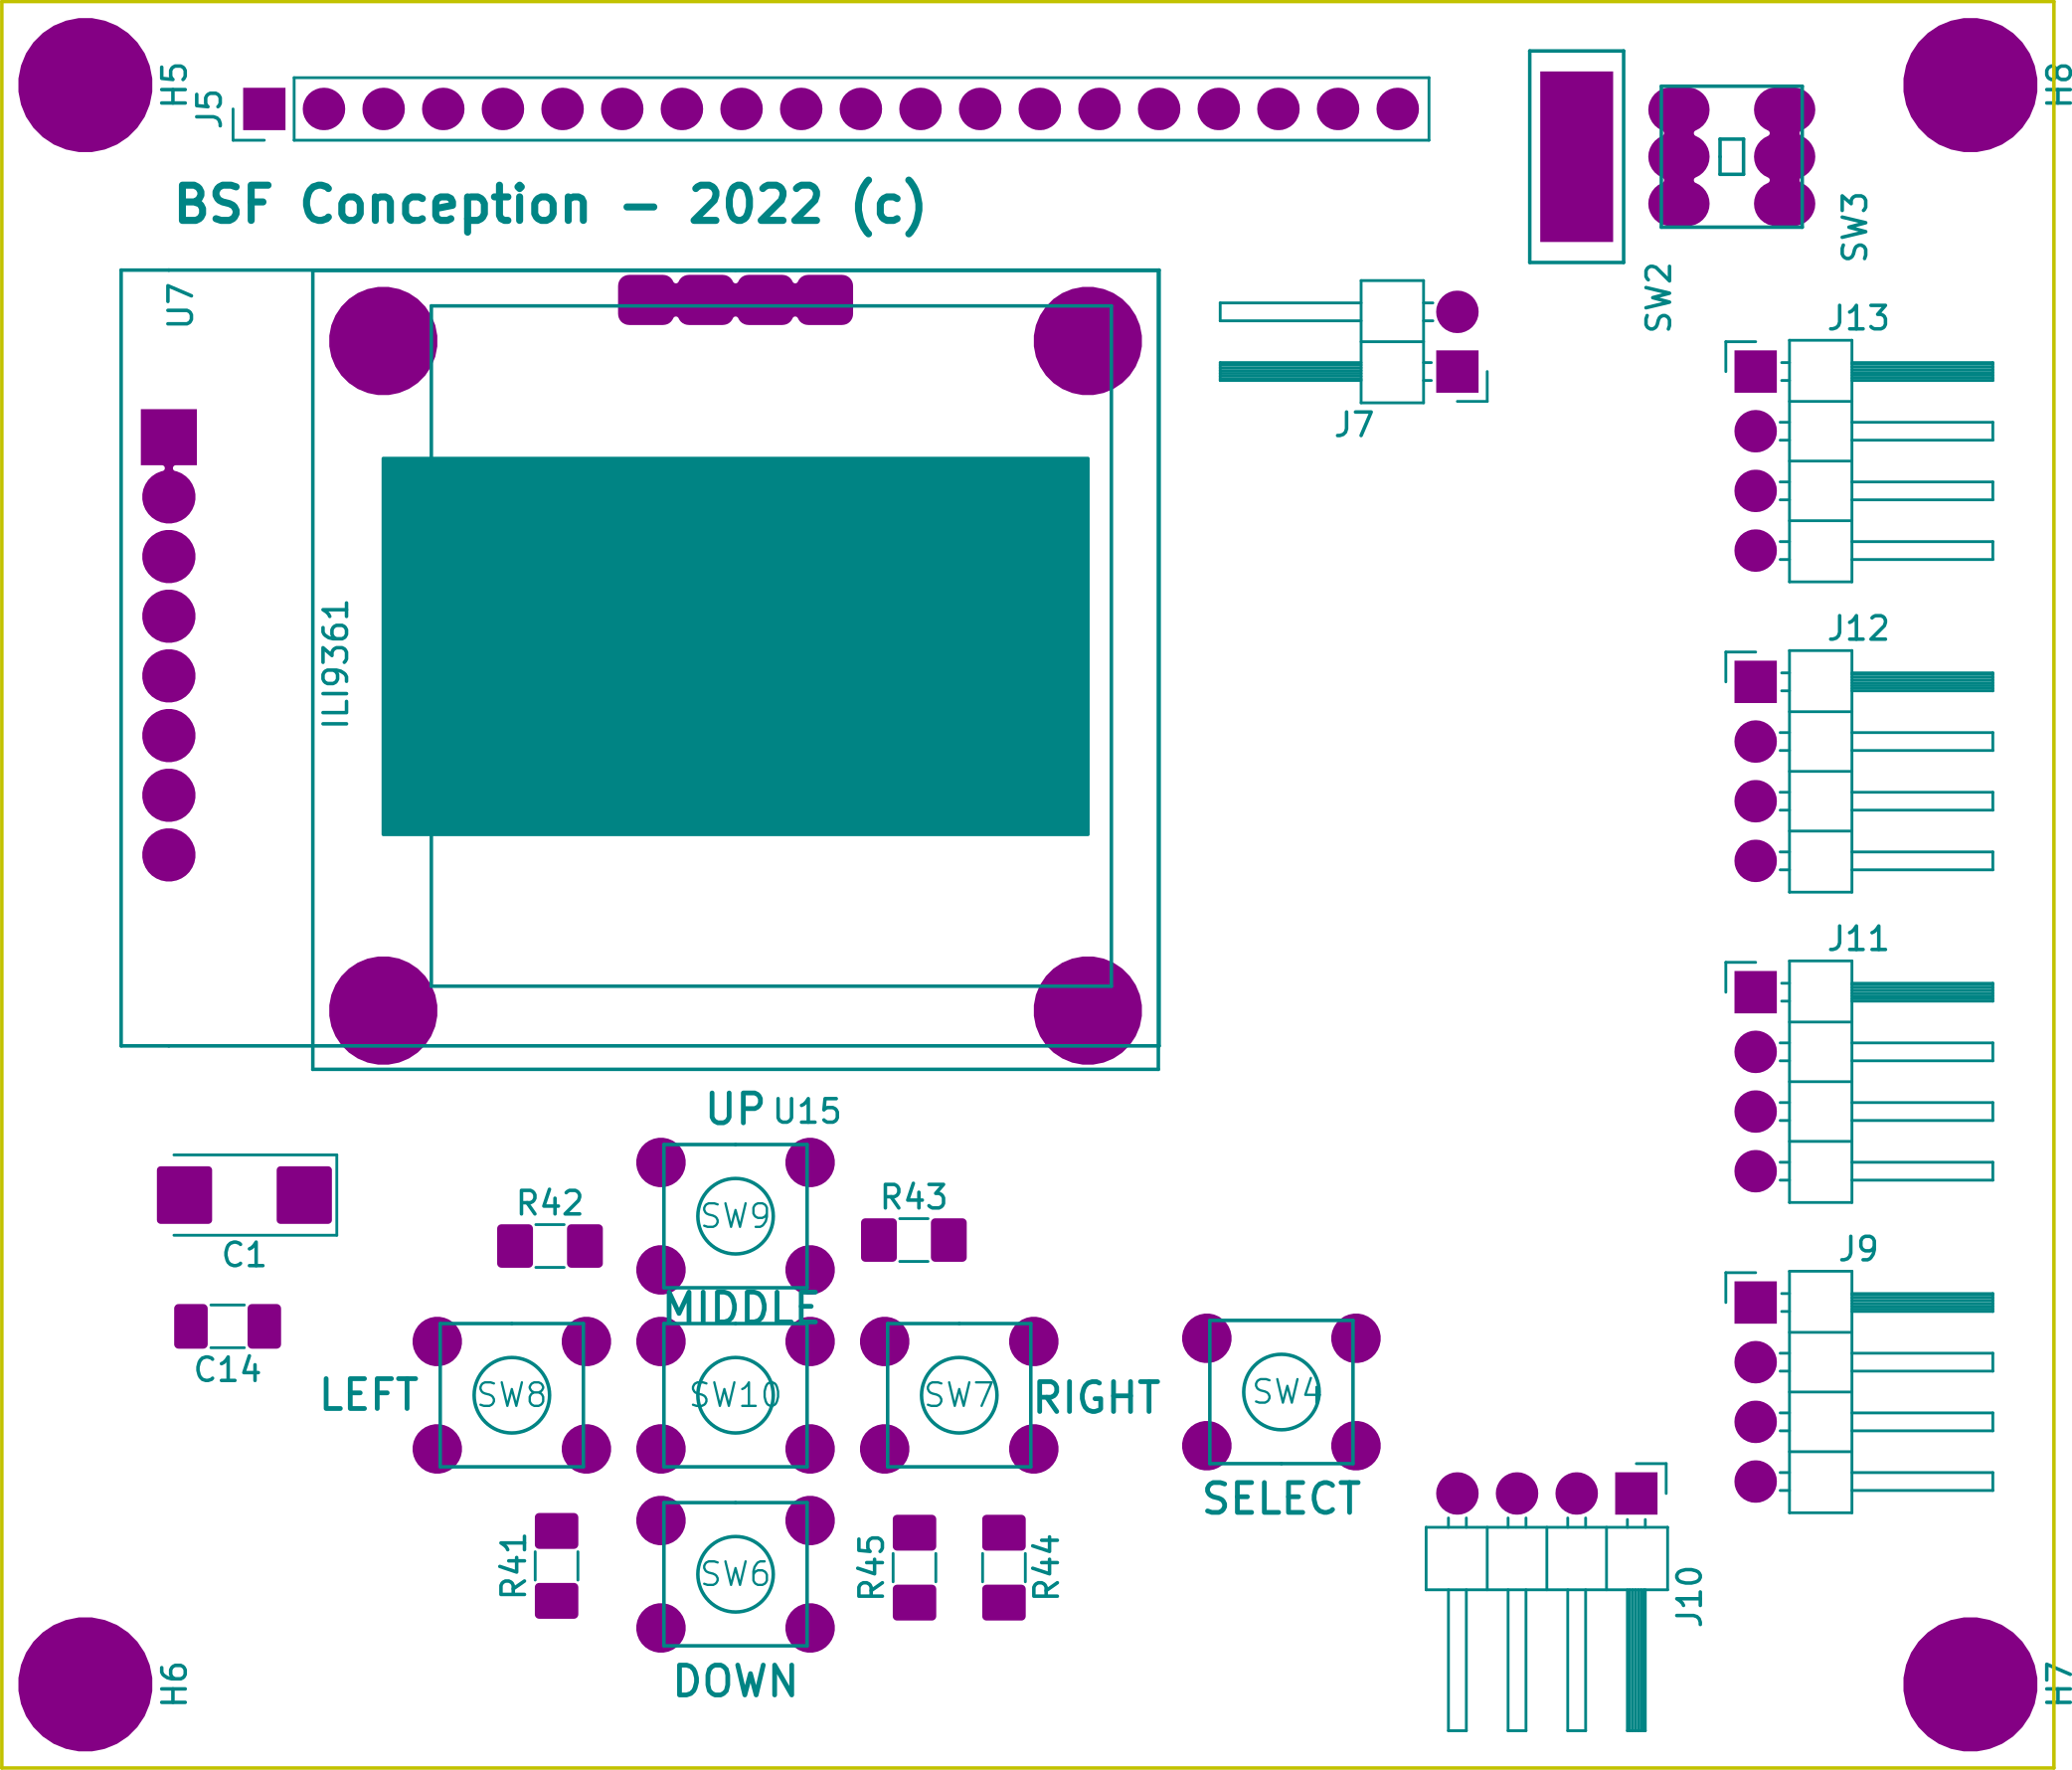 H5
J5
H8
BSF Conception - 2022 (c)
SW3
SW2
U7
J13
J7
ILI9361
J12
J11
UP
U15
R42
SW9
R43
C1
J9
MIDDLE
C14
LEFT
SW8
SW10
SW7
RIGHT
SW4
SELECT
R41
SW6
R45
R44
J10
DOWN
H6
H7